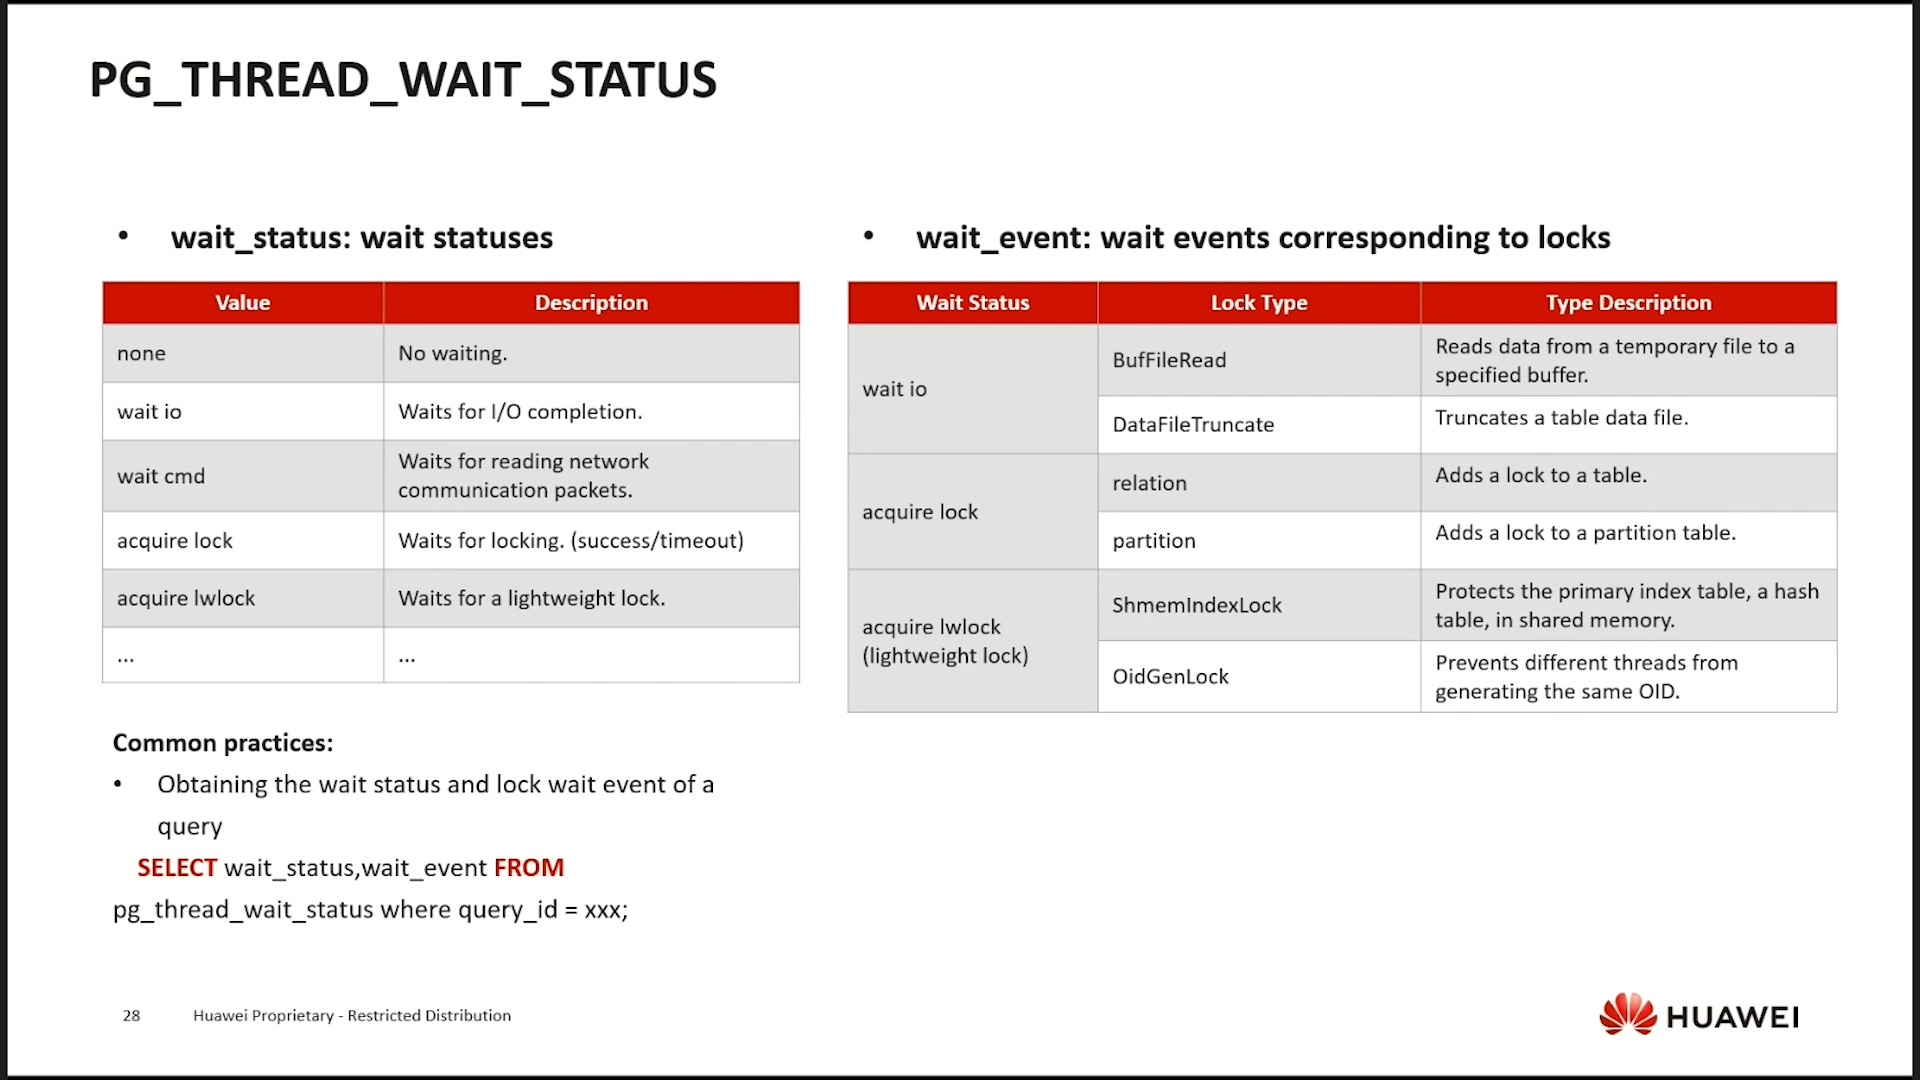 PG_THREAD_WAIT_STATUS
• wait_status: wait statuses
Value Description
none No waiting.
wait io Waits for I/O completion.
wait cmd Waits for reading network
communication packets.
acquire lock Waits for locking. (success/timeout)
acquire lwlock Waits for a lightweight lock.
... ...
• wait_event: wait events corresponding to locks
Wait Status Lock Type Type Description
wait io
BufFileRead
Reads data from a temporary file to a
specified buffer.
DataFileTruncate Truncates a table data file.
acquire lock
relation Adds a lock to a table.
partition Adds a lock to a partition table.
acquire lwlock
(lightweight lock)
ShmemIndexLock
Protects the primary index table, a hash
table, in shared memory.
OidGenLock
Prevents different threads from
generating the same OID.
Common practices:
• Obtaining the wait status and lock wait event of a
query
SELECT wait_status,wait_event FROM
pg_thread_wait_status where query_id = xxx;
28 Huawei Proprietary - Restricted Distribution
HUAWEI